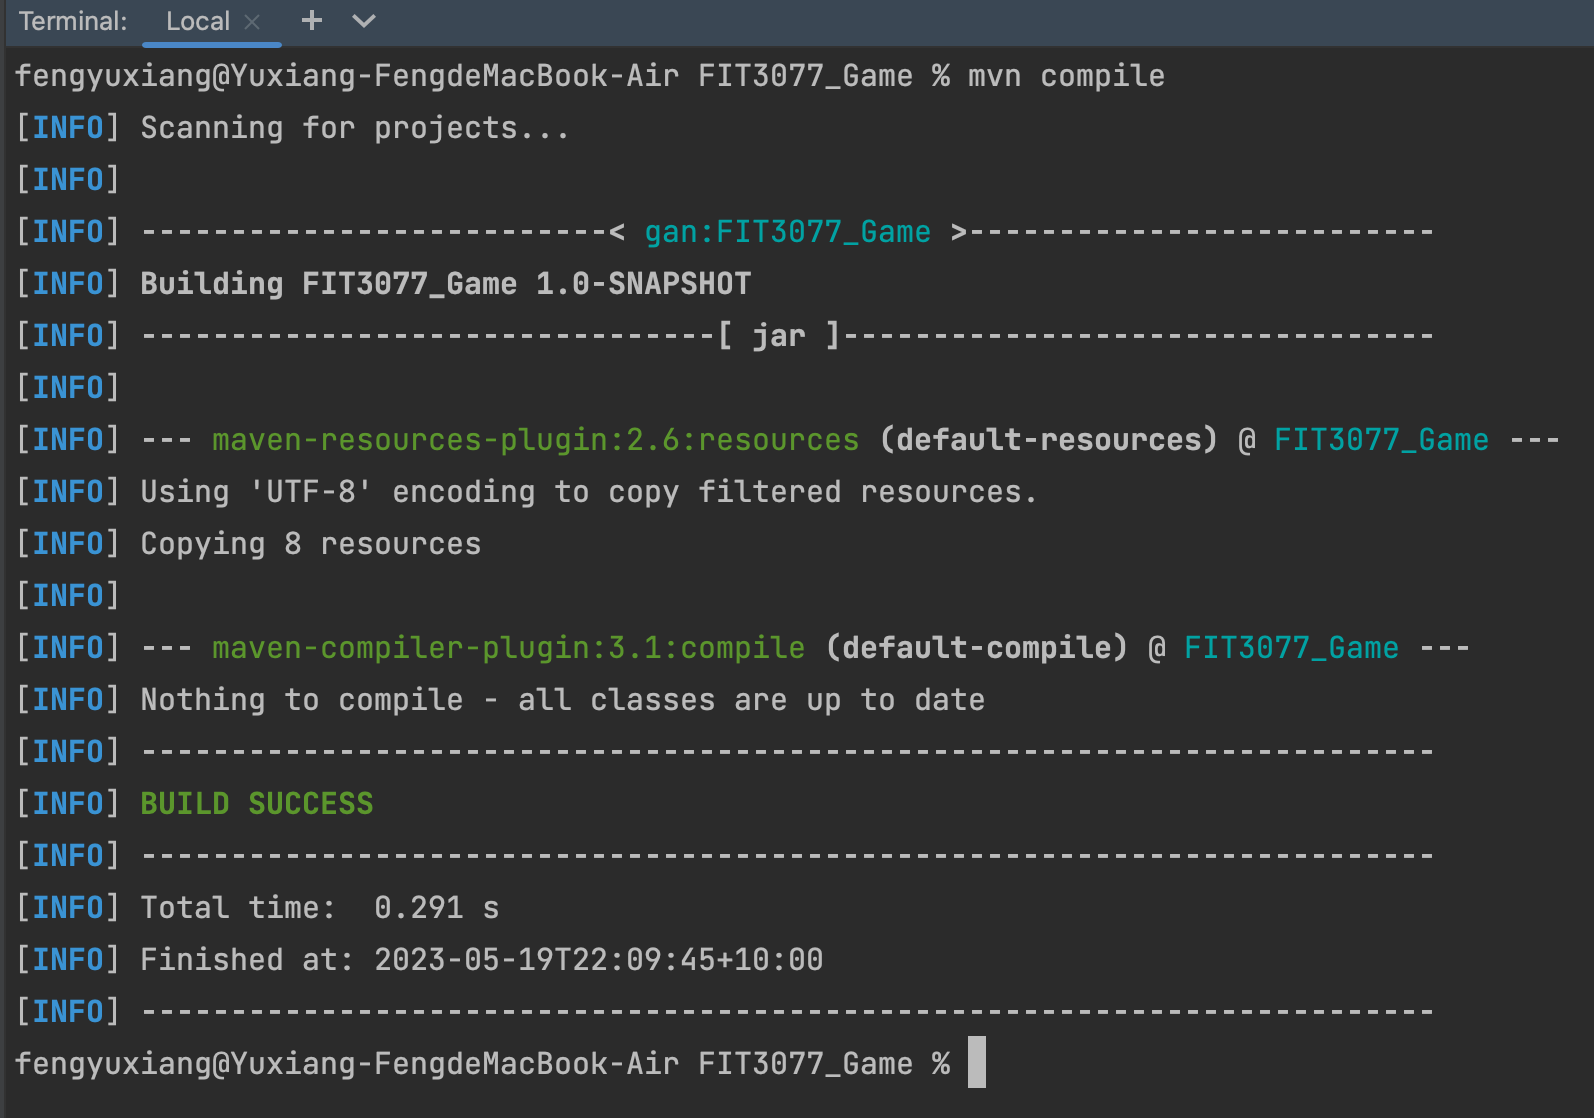 Terminal: Local × + 
fengyuxiang@Yuxiang-FengdeMacBook-Air FIT3077_Game % mvn compile
[INFO] Scanning for projects...
[INFO]
[INFO] --------------------------< gan:FIT3077_Game >--------------------------
[INFO] Building FIT3077_Game 1.0-SNAPSHOT
[INFO] --------------------------------[ jar ]---------------------------------
[INFO]
[INFO] --- maven-resources-plugin:2.6:resources (default-resources) @ FIT3077_Game ---
[INFO] Using 'UTF-8' encoding to copy filtered resources.
[INFO] Copying 8 resources
[INFO]
[INFO] --- maven-compiler-plugin:3.1:compile (default-compile) @ FIT3077_Game ---
[INFO] Nothing to compile - all classes are up to date
[INFO] ------------------------------------------------------------------------
[INFO] BUILD SUCCESS
[INFO] ------------------------------------------------------------------------
[INFO] Total time:  0.291 s
[INFO] Finished at: 2023-05-19T22:09:45+10:00
[INFO] ------------------------------------------------------------------------
fengyuxiang@Yuxiang-FengdeMacBook-Air FIT3077_Game %